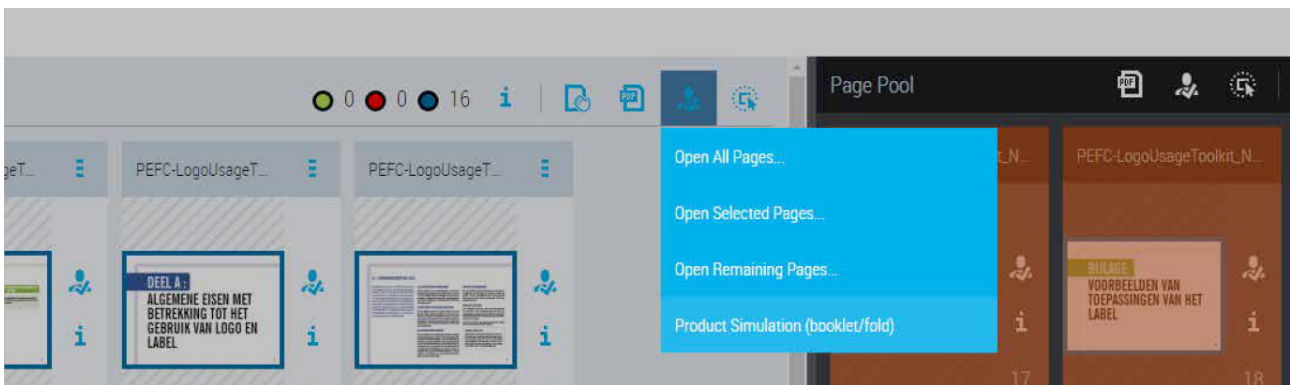 0 0 16 i PDF
Page Pool
PDF
geT...
PEFC-LogoUsageT...
PEFC-LogoUsageT...
Open All Pages...
Open Selected Pages...
Open Remaining Pages...
Product Simulation (booklet/fold)
t_N...
PEFC-LogoUsageToolkit_N...
DEEL A :
ALGEMENE EISEN MET
BETREKKING TOT HET
GEBRUIK VAN LOGO EN
LABEL
i
i
i
BIJLAGE
VOORBEELDEN VAN
TOEPASSINGEN VAN HET
LABEL
i
i
17
18